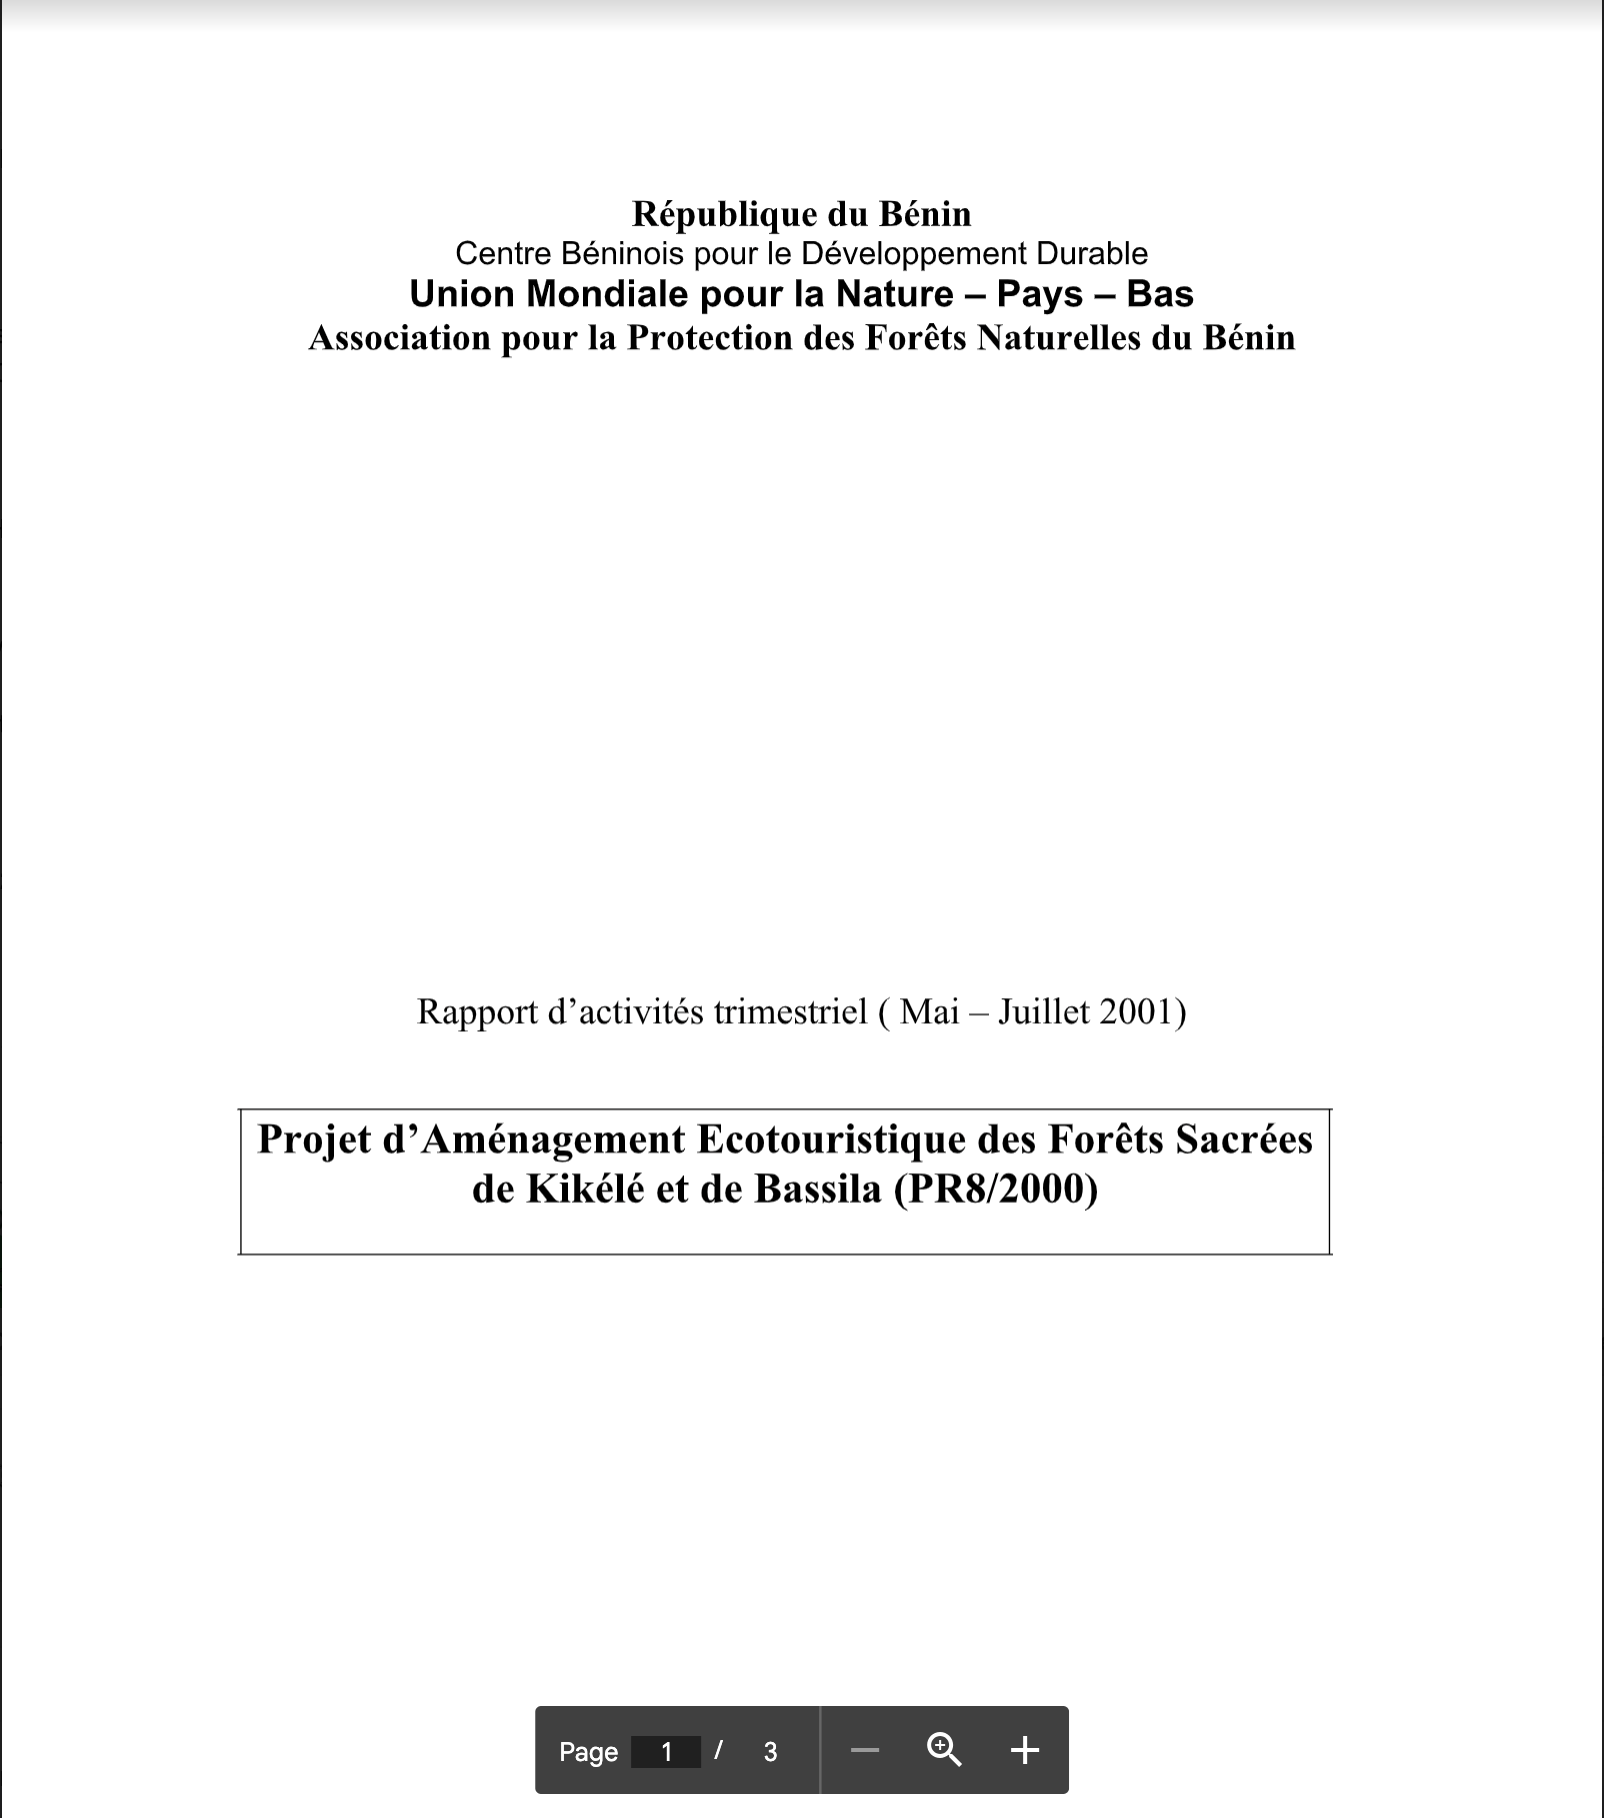 République du Bénin
Centre Béninois pour le Développement Durable
Union Mondiale pour la Nature – Pays – Bas
Association pour la Protection des Forêts Naturelles du Bénin
Rapport d’activités trimestriel ( Mai – Juillet 2001)
Projet d’Aménagement Ecotouristique des Forêts Sacrées
de Kikélé et de Bassila (PR8/2000)
Page 1 / 3